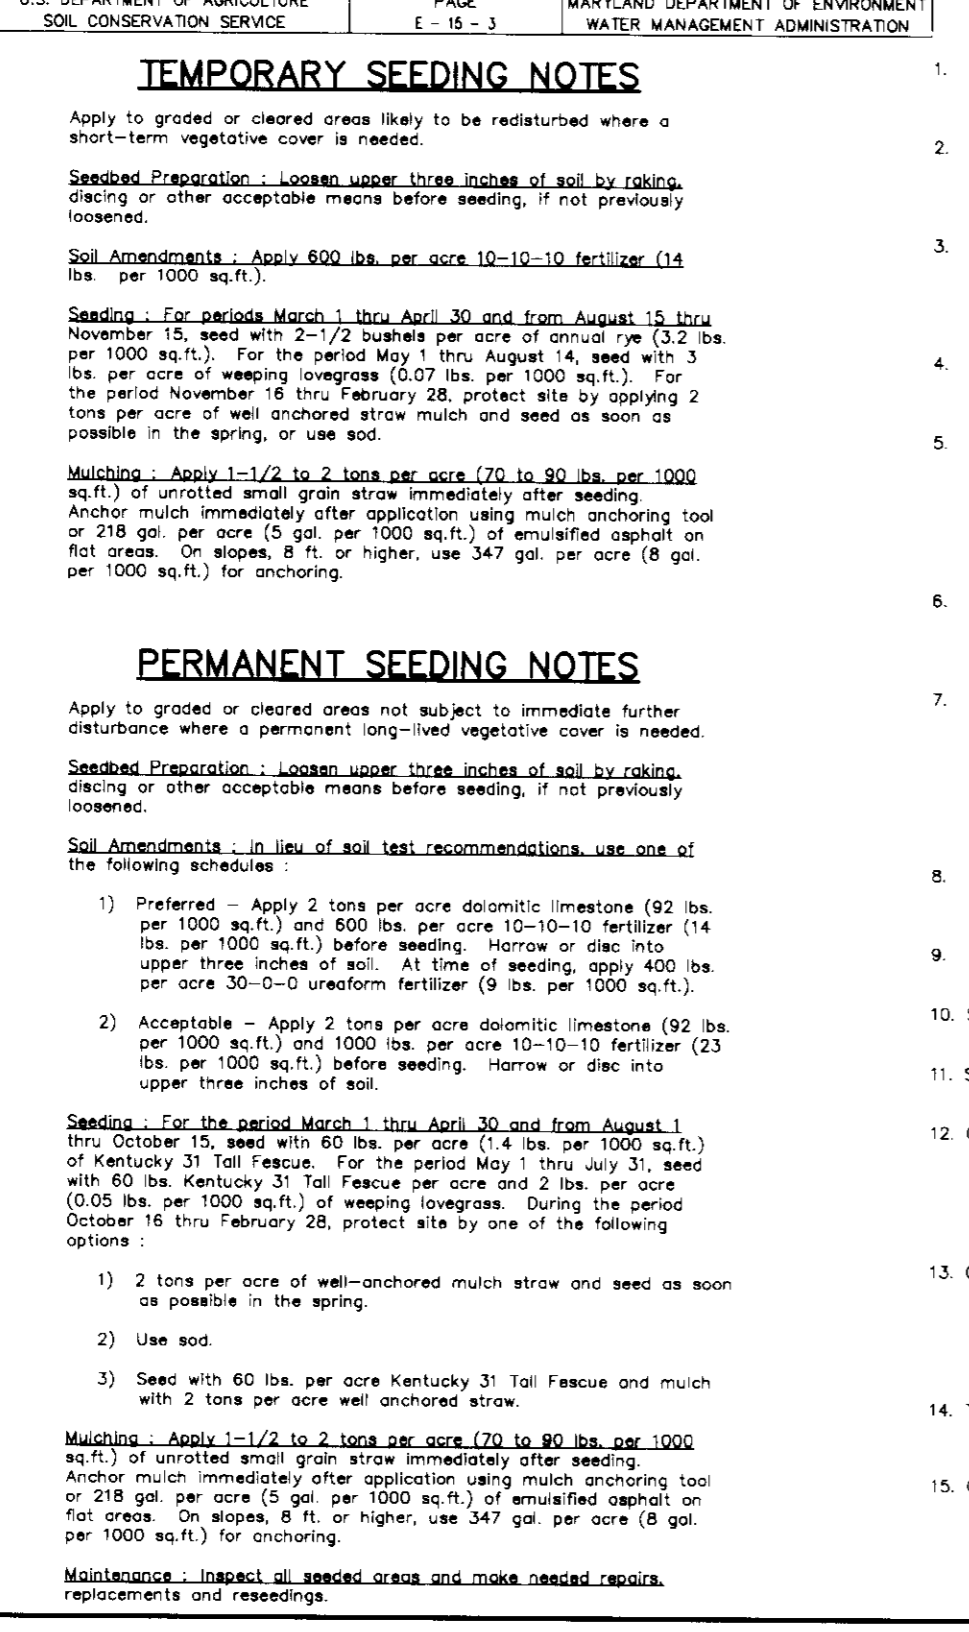 U.S. DEPARTMENT OF AGRICULTURE
SOIL CONSERVATION SERVICE
PAGE
E - 15 - 3
MARYLAND DEPARTMENT OF ENVIRONMENT
WATER MANAGEMENT ADMINISTRATION
TEMPORARY SEEDING NOTES
Apply to graded or cleared areas likely to be redisturbed where a
short-term vegetative cover is needed.
Seedbed Preparation : Loosen upper three inches of soil by raking,
discing or other acceptable means before seeding, if not previously
loosened.
Soil Amendments : Apply 600 lbs. per acre 10-10-10 fertilizer (14
lbs. per 1000 sq.ft.).
Seeding : For periods March 1 thru April 30 and from August 15 thru
November 15, seed with 2-1/2 bushels per acre of annual rye (3.2 lbs.
per 1000 sq.ft.). For the period May 1 thru August 14, seed with 3
lbs. per acre of weeping lovegrass (0.07 lbs. per 1000 sq.ft.). For
the period November 16 thru February 28, protect site by applying 2
tons per acre of well anchored straw mulch and seed as soon as
possible in the spring, or use sod.
Mulching : Apply 1-1/2 to 2 tons per acre (70 to 90 lbs. per 1000
sq.ft.) of unrotted small grain straw immediately after seeding.
Anchor mulch immediately after application using mulch anchoring tool
or 218 gal. per acre (5 gal. per 1000 sq.ft.) of emulsified asphalt on
flat areas. On slopes, 8 ft. or higher, use 347 gal. per acre (8 gal.
per 1000 sq.ft.) for anchoring.
PERMANENT SEEDING NOTES
Apply to graded or cleared areas not subject to immediate further
disturbance where a permanent long-lived vegetative cover is needed.
Seedbed Preparation : Loosen upper three inches of soil by raking,
discing or other acceptable means before seeding, if not previously
loosened.
Soil Amendments : In lieu of soil test recommendations, use one of
the following schedules :
1) Preferred - Apply 2 tons per acre dolomitic limestone (92 lbs.
per 1000 sq.ft.) and 600 lbs. per acre 10-10-10 fertilizer (14
lbs. per 1000 sq.ft.) before seeding. Harrow or disc into
upper three inches of soil. At time of seeding, apply 400 lbs.
per acre 30-0-0 ureaform fertilizer (9 lbs. per 1000 sq.ft.).
2) Acceptable - Apply 2 tons per acre dolomitic limestone (92 lbs.
per 1000 sq.ft.) and 1000 lbs. per acre 10-10-10 fertilizer (23
lbs. per 1000 sq.ft.) before seeding. Harrow or disc into
upper three inches of soil.
Seeding : For the period March 1 thru April 30 and from August 1
thru October 15, seed with 60 lbs. per acre (1.4 lbs. per 1000 sq.ft.)
of Kentucky 31 Tall Fescue. For the period May 1 thru July 31, seed
with 60 lbs. Kentucky 31 Tall Fescue per acre and 2 lbs. per acre
(0.05 lbs. per 1000 sq.ft.) of weeping lovegrass. During the period
October 16 thru February 28, protect site by one of the following
options :
1) 2 tons per acre of well-anchored mulch straw and seed as soon
as possible in the spring.
2) Use sod.
3) Seed with 60 lbs. per acre Kentucky 31 Tall Fescue and mulch
with 2 tons per acre well anchored straw.
Mulching : Apply 1-1/2 to 2 tons per acre (70 to 90 lbs. per 1000
sq.ft.) of unrotted small grain straw immediately after seeding.
Anchor mulch immediately after application using mulch anchoring tool
or 218 gal. per acre (5 gal. per 1000 sq.ft.) of emulsified asphalt on
flat areas. On slopes, 8 ft. or higher, use 347 gal. per acre (8 gal.
per 1000 sq.ft.) for anchoring.
Maintenance : Inspect all seeded areas and make needed repairs,
replacements and reseedings.
1.
2.
3.
4.
5.
6.
7.
8.
9.
10.
11.
12.
13.
14.
15.